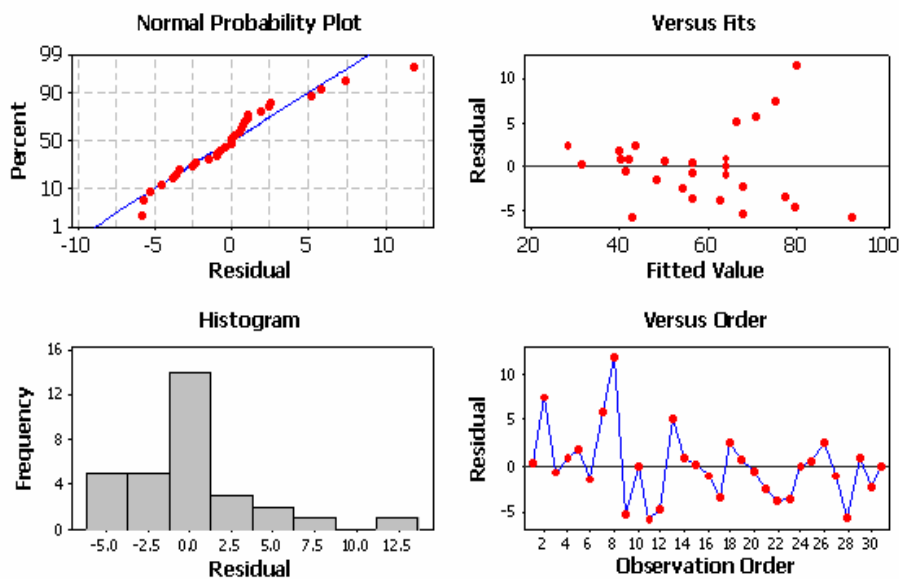 Normal Probability Plot
99
90
50
10
1
Percent
-10 -5 0 5 10
Residual
Versus Fits
10
5
0
-5
Residual
20 40 60 80 100
Fitted Value
Histogram
16
12
8
4
0
Frequency
-5.0 -2.5 0.0 2.5 5.0 7.5 10.0 12.5
Residual
Versus Order
10
5
0
-5
Residual
2 4 6 8 10 12 14 16 18 20 22 24 26 28 30
Observation Order